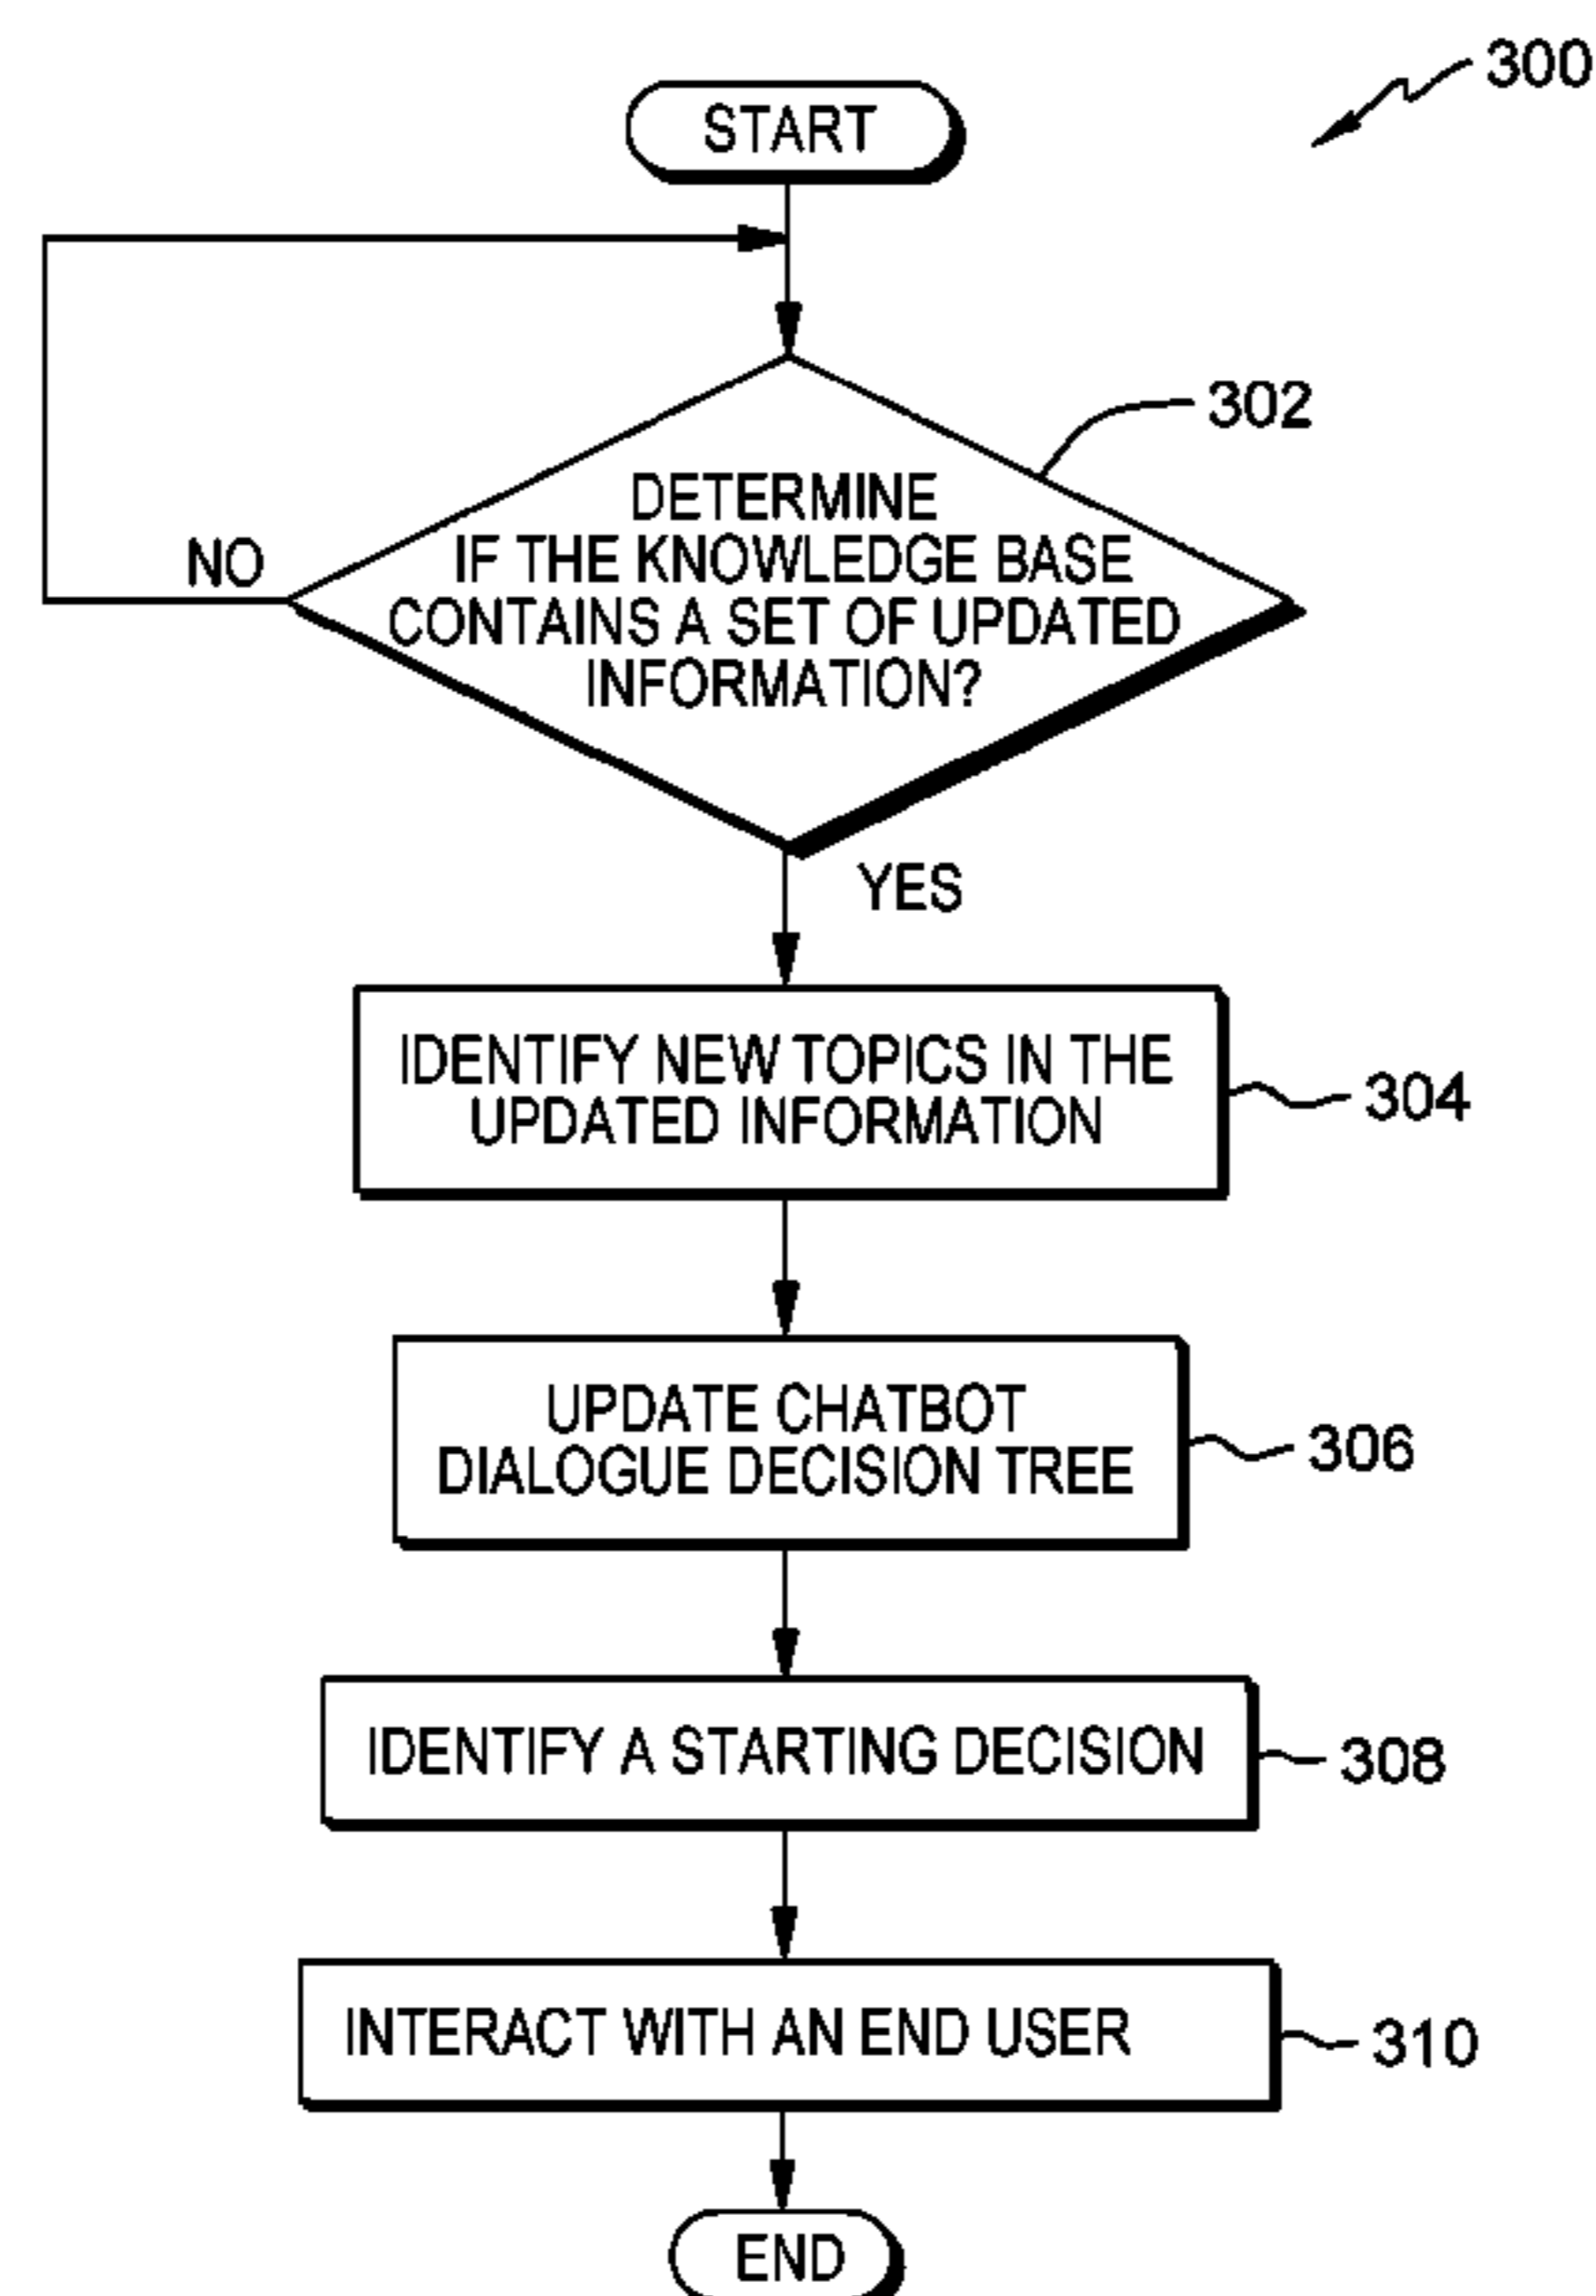 300
START
302
DETERMINE
IF THE KNOWLEDGE BASE
CONTAINS A SET OF UPDATED
INFORMATION?
NO
YES
IDENTIFY NEW TOPICS IN THE
UPDATED INFORMATION
304
UPDATE CHATBOT
DIALOGUE DECISION TREE
306
IDENTIFY A STARTING DECISION
308
INTERACT WITH AN END USER
310
END